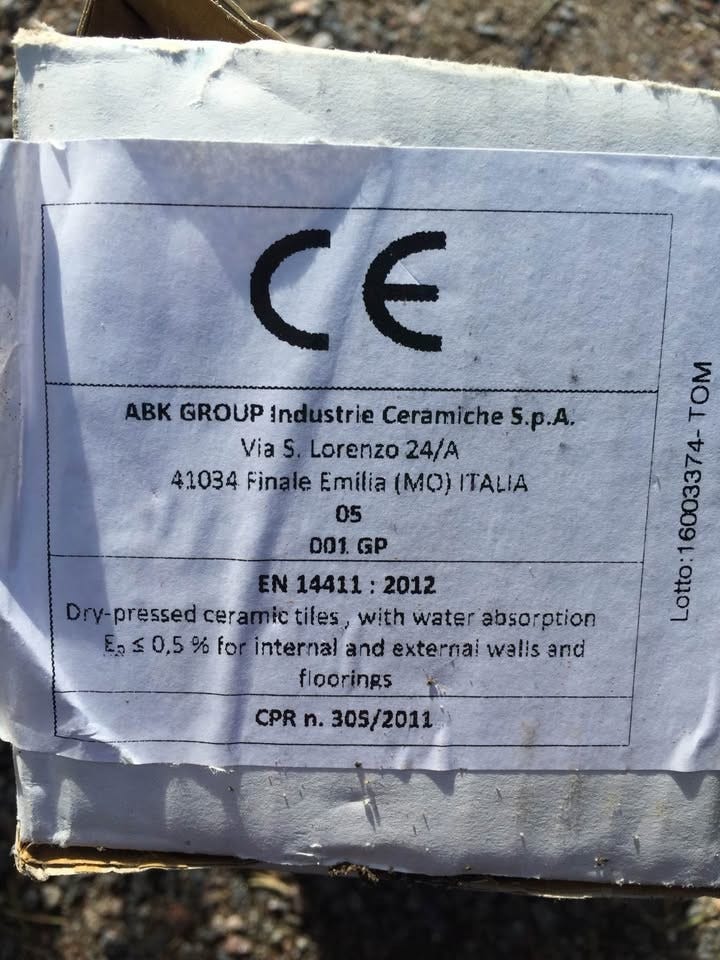 CE
ABK GROUP Industrie Ceramiche S.p.A.
Via S. Lorenzo 24/A
41034 Finale Emilia (MO) ITALIA
05
001 GP
EN 14411 : 2012
Dry-pressed ceramic tiles , with water absorption
Eb ≤ 0,5 % for internal and external walls and
floorings
CPR n. 305/2011
Lotto:16003374- TOM